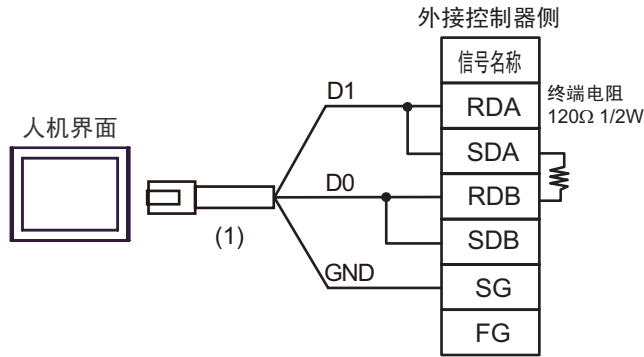 外接控制器侧
信号名称
D1
RDA
终端电阻
120Ω 1/2W
人机界面
SDA
D0
RDB
(1)
SDB
GND
SG
FG